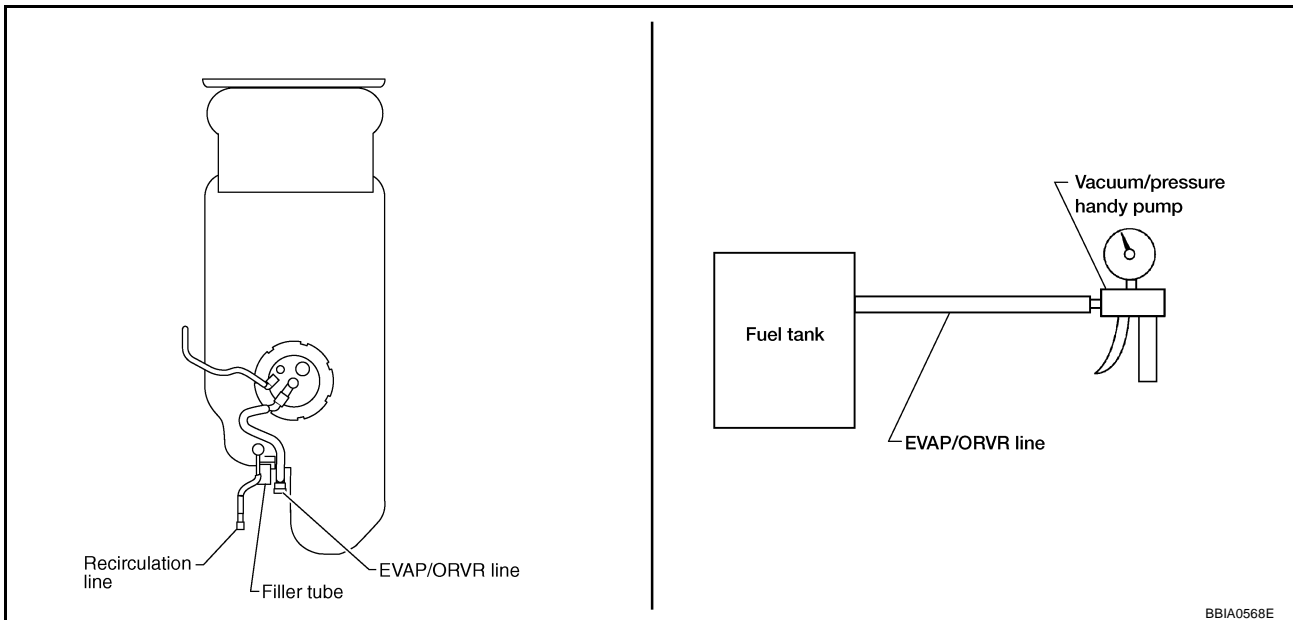 Recirculation
line
Filler tube
EVAP/ORVR line
Vacuum/pressure
handy pump
Fuel tank
EVAP/ORVR line
BBIA0568E